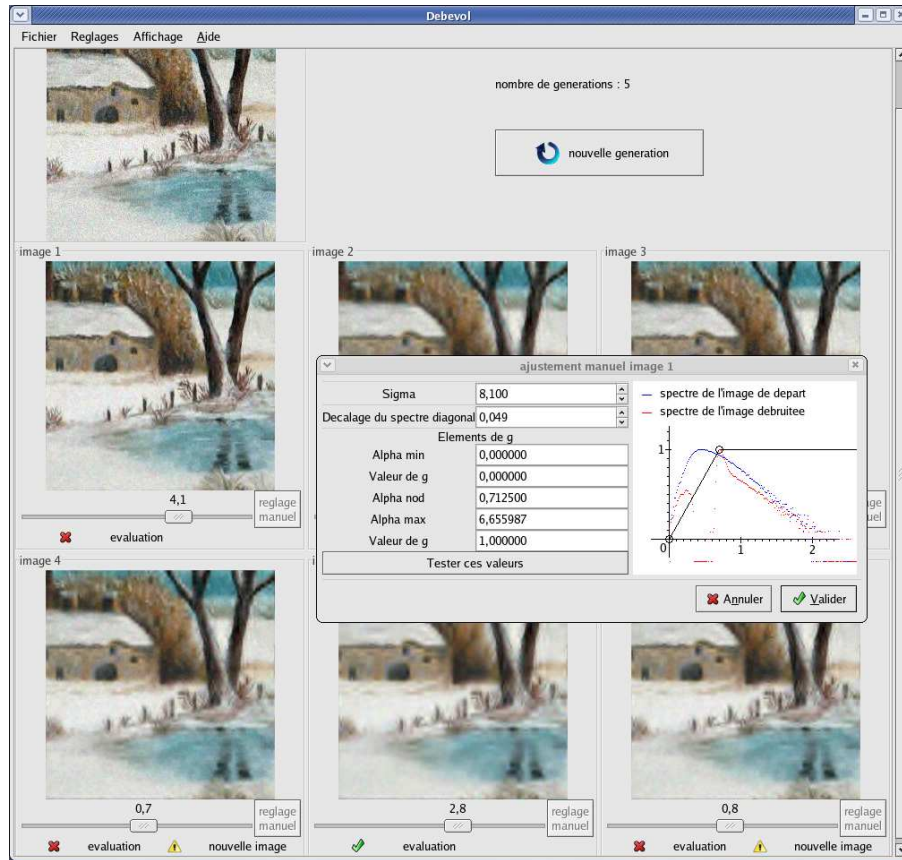 Debevol
Fichier Reglages Affichage Aide
nombre de generations : 5
nouvelle generation
image 1
image 2
image 3
4,1
reglage manuel
evaluation
ajustement manuel image 1
Sigma 8,100
Decalage du spectre diagonal 0,049
Elements de g
Alpha min 0,000000
Valeur de g 0,000000
Alpha nod 0,712500
Alpha max 6,655987
Valeur de g 1,000000
Tester ces valeurs
spectre de l'image de depart
spectre de l'image debruitee
1
0 1 2
Annuler Valider
image 4
0,7
reglage manuel
evaluation nouvelle image
2,8
reglage manuel
evaluation
0,8
reglage manuel
evaluation nouvelle image